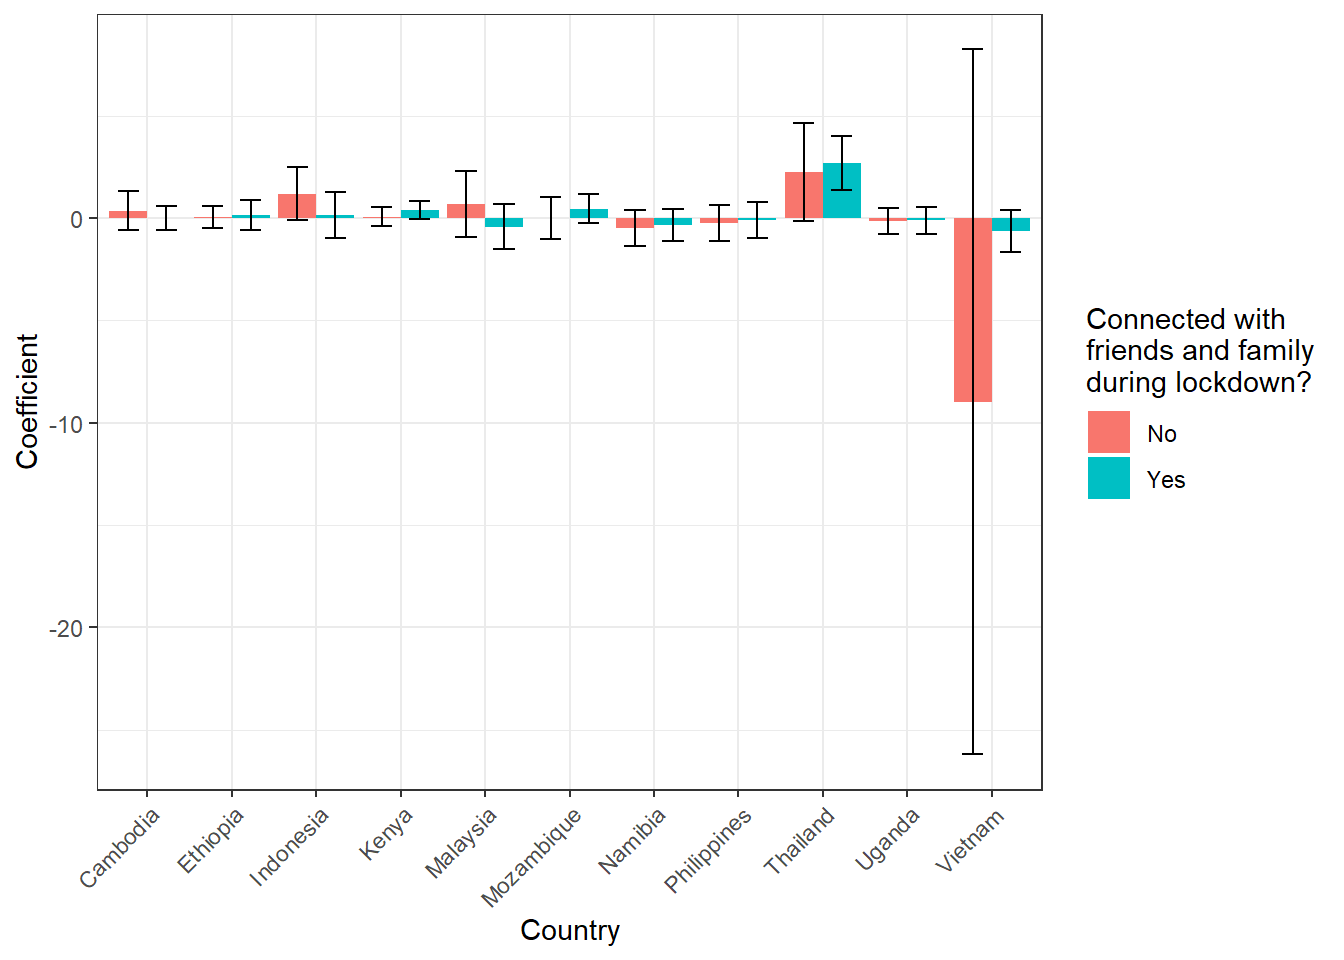 0
-10
-20
Coefficient
Cambodia
Ethiopia
Indonesia
Kenya
Malaysia
Mozambique
Namibia
Philippines
Thailand
Uganda
Vietnam
Country
Connected with
friends and family
during lockdown?
No
Yes